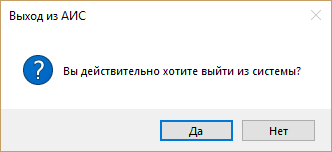 Выход из АИС
Вы действительно хотите выйти из системы?
Да
Нет